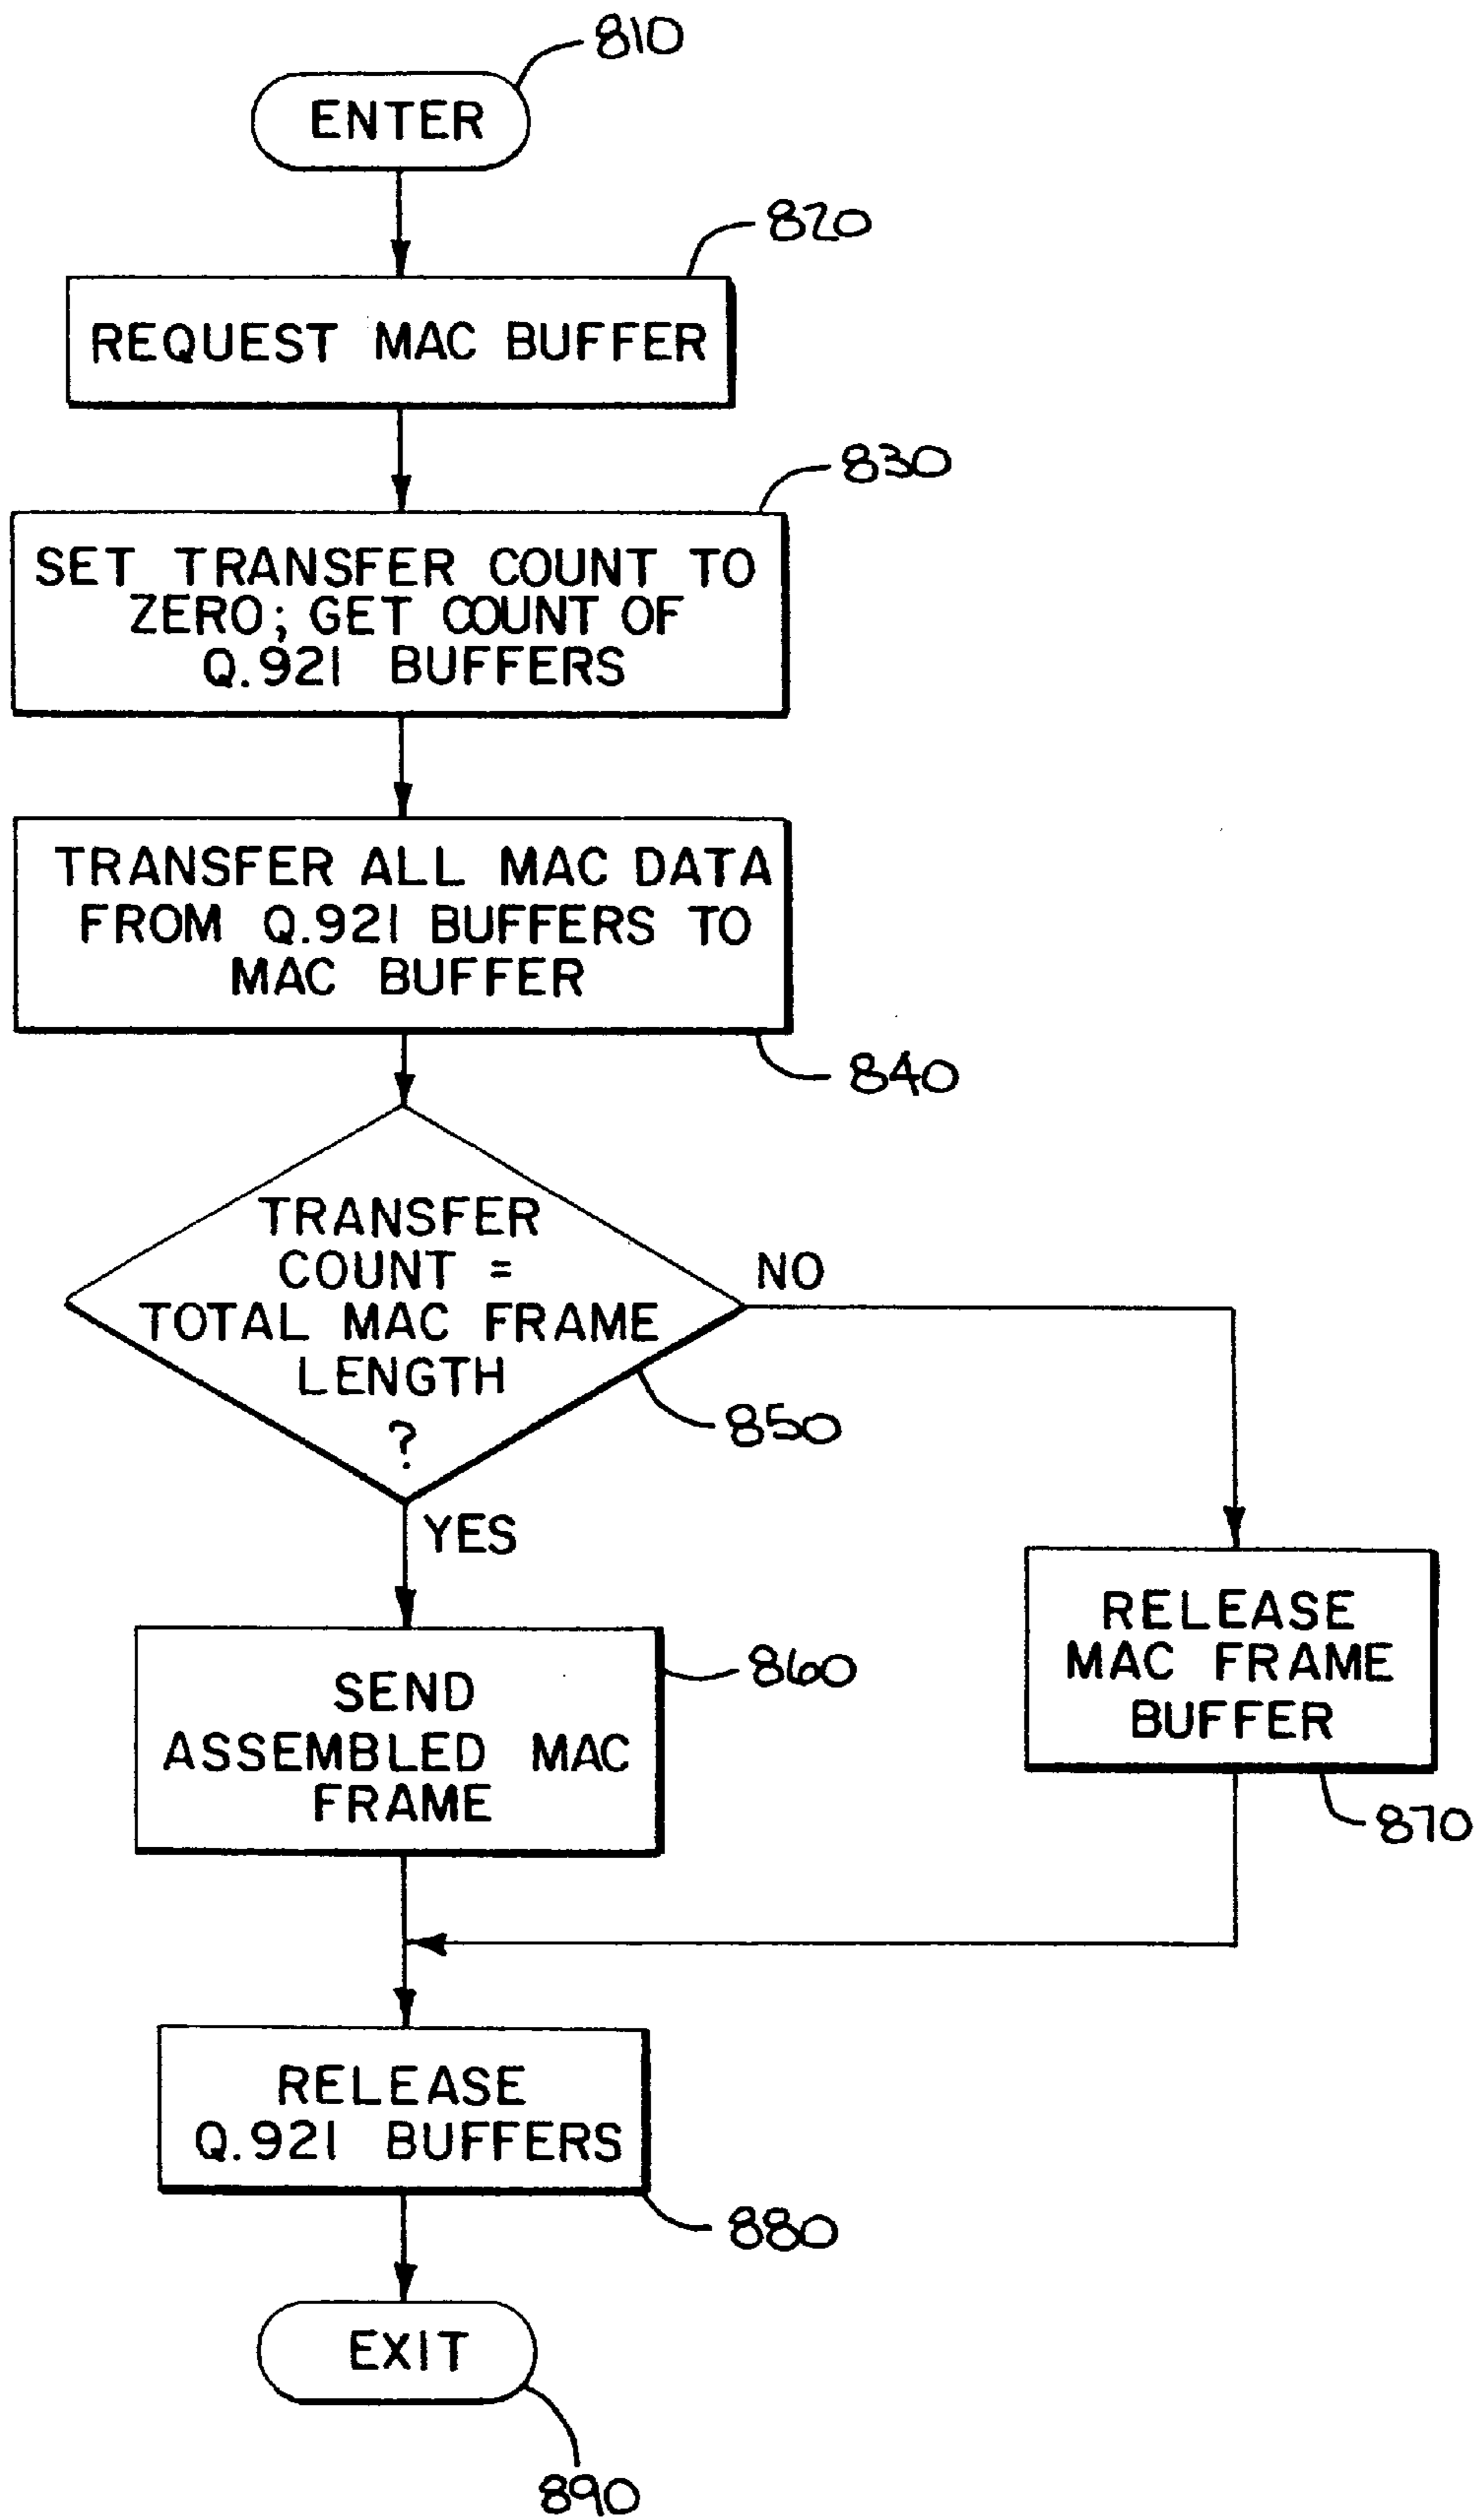 810
ENTER
820
REQUEST MAC BUFFER
830
SET TRANSFER COUNT TO
ZERO; GET COUNT OF
Q.921 BUFFERS
TRANSFER ALL MAC DATA
FROM Q.921 BUFFERS TO
MAC BUFFER
840
TRANSFER
COUNT =
TOTAL MAC FRAME
LENGTH
?
NO
850
YES
SEND
ASSEMBLED MAC
FRAME
860
RELEASE
MAC FRAME
BUFFER
870
RELEASE
Q.921 BUFFERS
880
EXIT
890